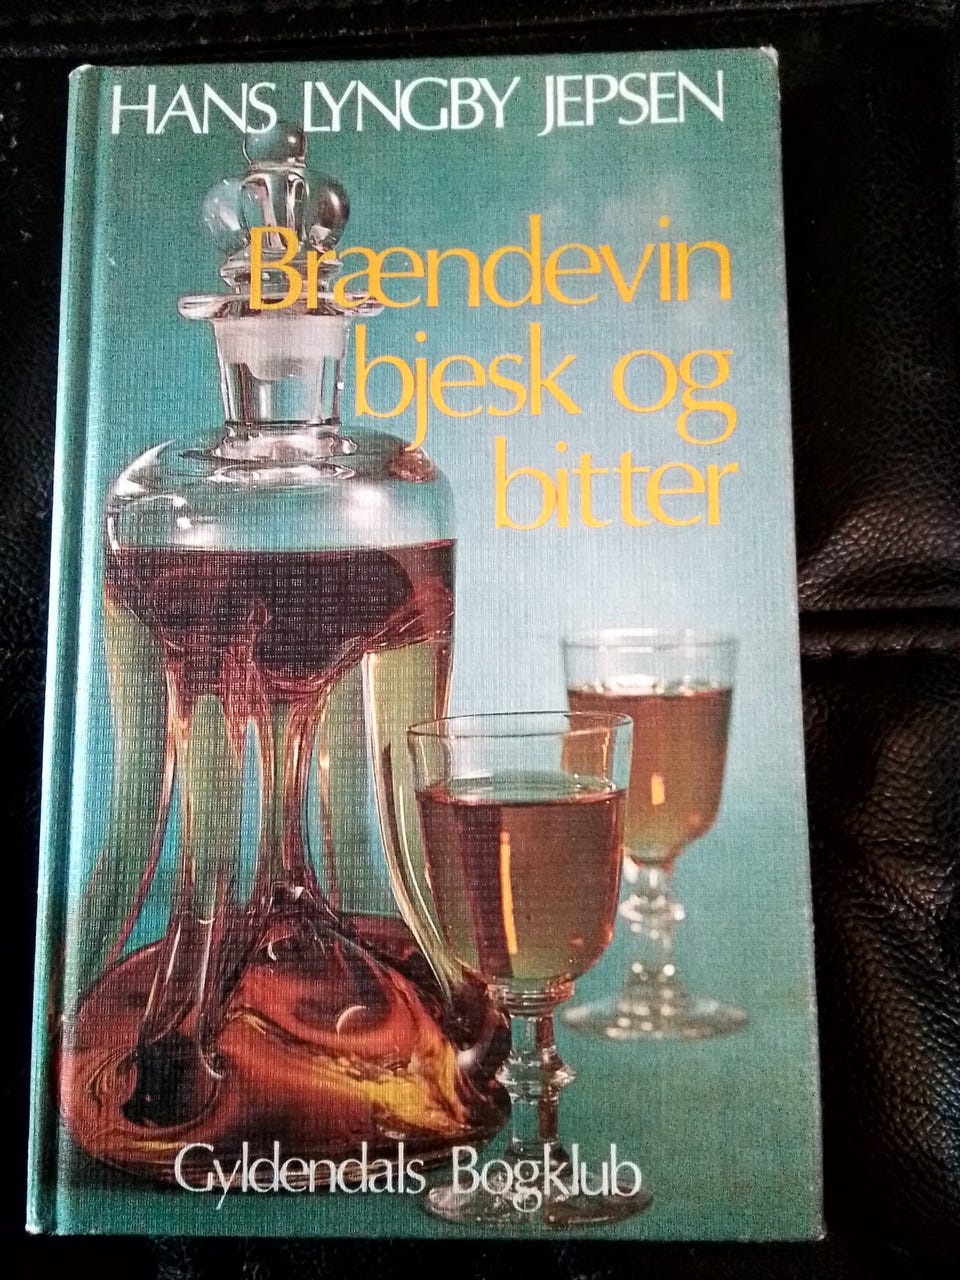 HANS LYNGBY JEPSEN
Brændevin
bjesk og
bitter
Gyldendals Bogklub